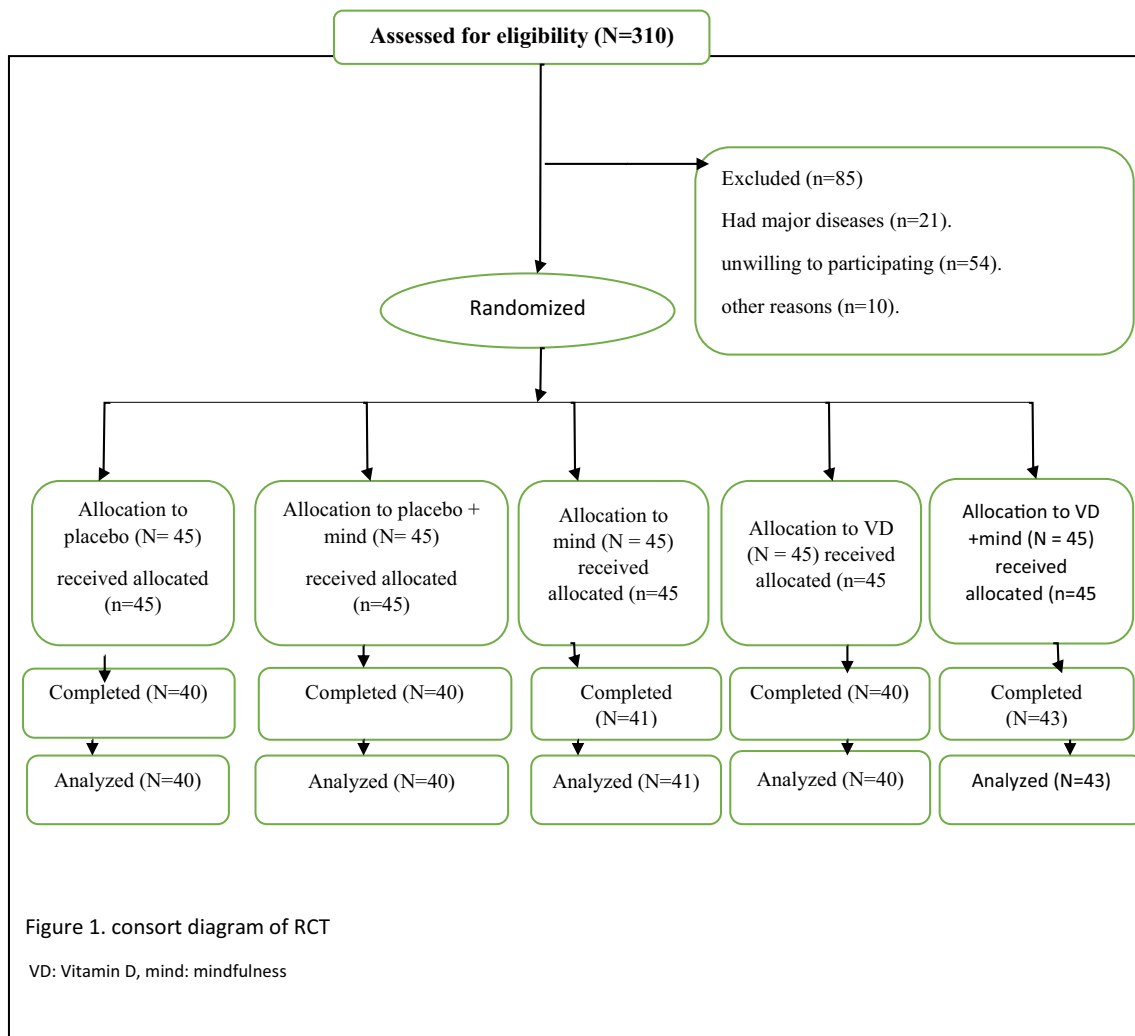 Assessed for eligibility (N=310)
Excluded (n=85)
Had major diseases (n=21).
unwilling to participating (n=54).
other reasons (n=10).
Randomized
Allocation to
placebo (N= 45)
received allocated
(n=45)
Allocation to placebo +
mind (N= 45)
received allocated
(n=45)
Allocation to
mind (N = 45)
received
allocated (n=45
Allocation to VD
(N = 45) received
allocated (n=45
Allocation to VD
+mind (N = 45)
received
allocated (n=45
Completed (N=40)
Completed (N=40)
Completed
(N=41)
Completed (N=40)
Completed
(N=43)
Analyzed (N=40)
Analyzed (N=40)
Analyzed (N=41)
Analyzed (N=40)
Analyzed (N=43)
Figure 1. consort diagram of RCT
VD: Vitamin D, mind: mindfulness